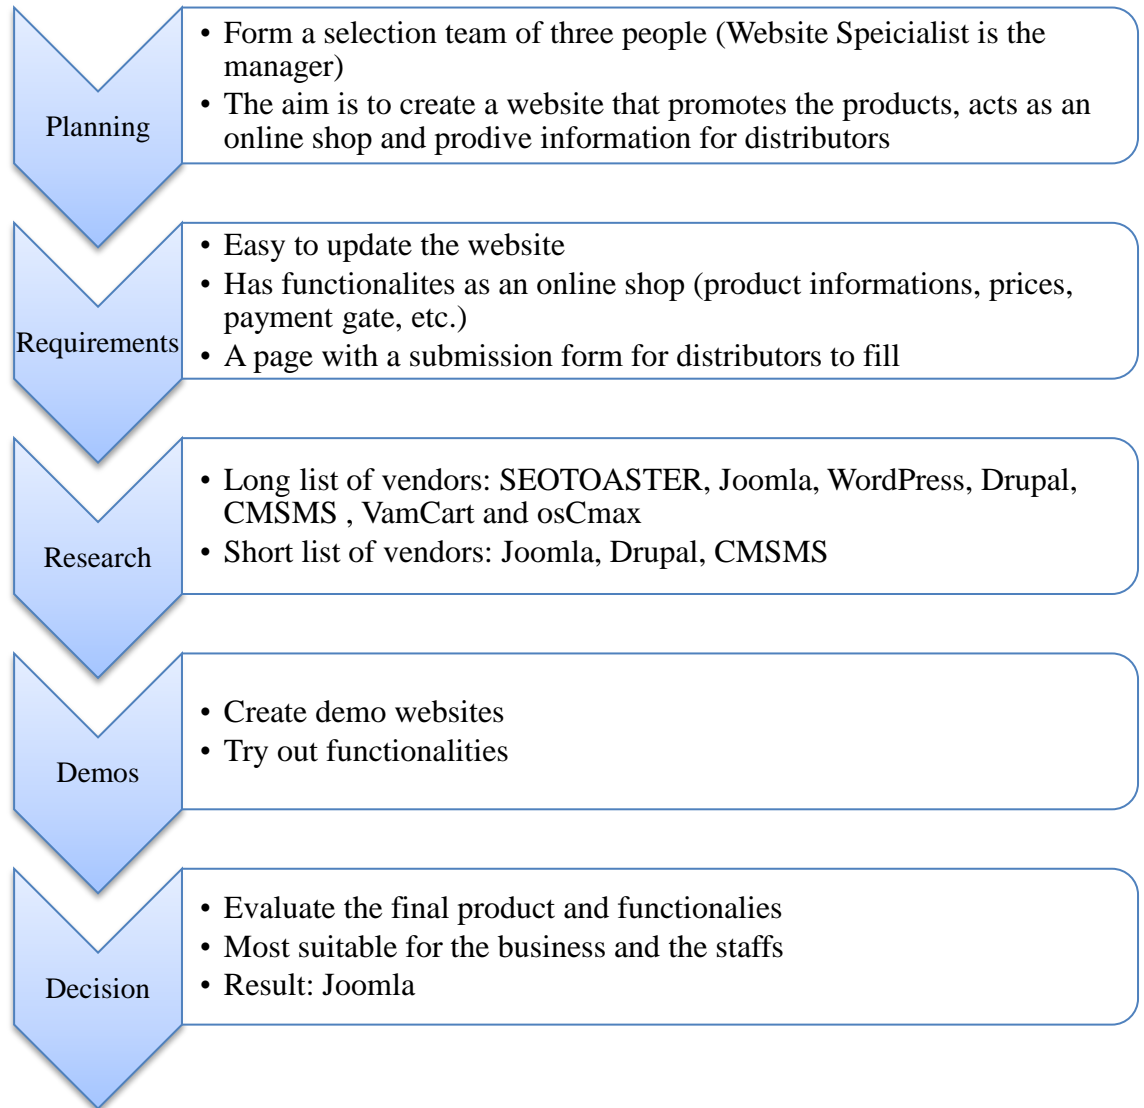 Planning
• Form a selection team of three people (Website Speicialist is the
manager)
• The aim is to create a website that promotes the products, acts as an
online shop and prodive information for distributors
Requirements
• Easy to update the website
• Has functionalites as an online shop (product informations, prices,
payment gate, etc.)
• A page with a submission form for distributors to fill
Research
• Long list of vendors: SEOTOASTER, Joomla, WordPress, Drupal,
CMSMS , VamCart and osCmax
• Short list of vendors: Joomla, Drupal, CMSMS
Demos
• Create demo websites
• Try out functionalities
Decision
• Evaluate the final product and functionalies
• Most suitable for the business and the staffs
• Result: Joomla